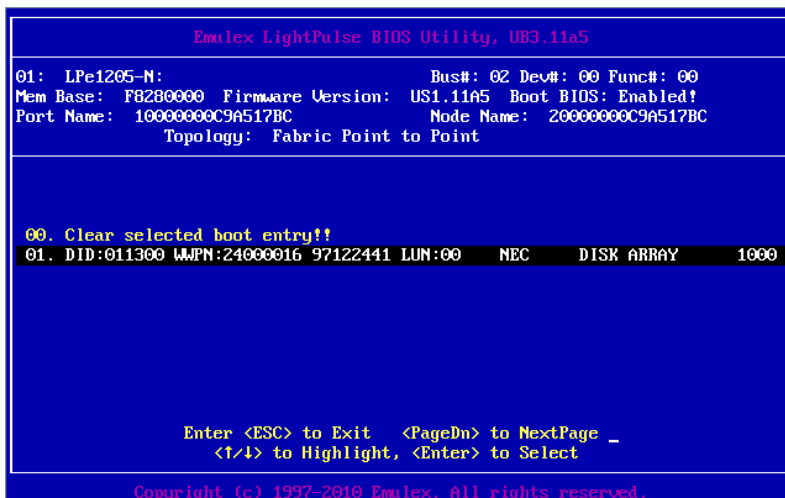 Emulex LightPulse BIOS Utility, UB3.11a5
01: LPe1205-N: Bus#: 02 Dev#: 00 Func#: 00
Mem Base: F8280000 Firmware Version: US1.11A5 Boot BIOS: Enabled!
Port Name: 10000000C9A517BC Node Name: 20000000C9A517BC
Topology: Fabric Point to Point
00. Clear selected boot entry!!
01. DID:011300 WWPN:24000016 97122441 LUN:00 NEC DISK ARRAY 1000
Enter <ESC> to Exit <PageDn> to NextPage _
<↑/↓> to Highlight, <Enter> to Select
Copyright (c) 1997-2010 Emulex. All rights reserved.